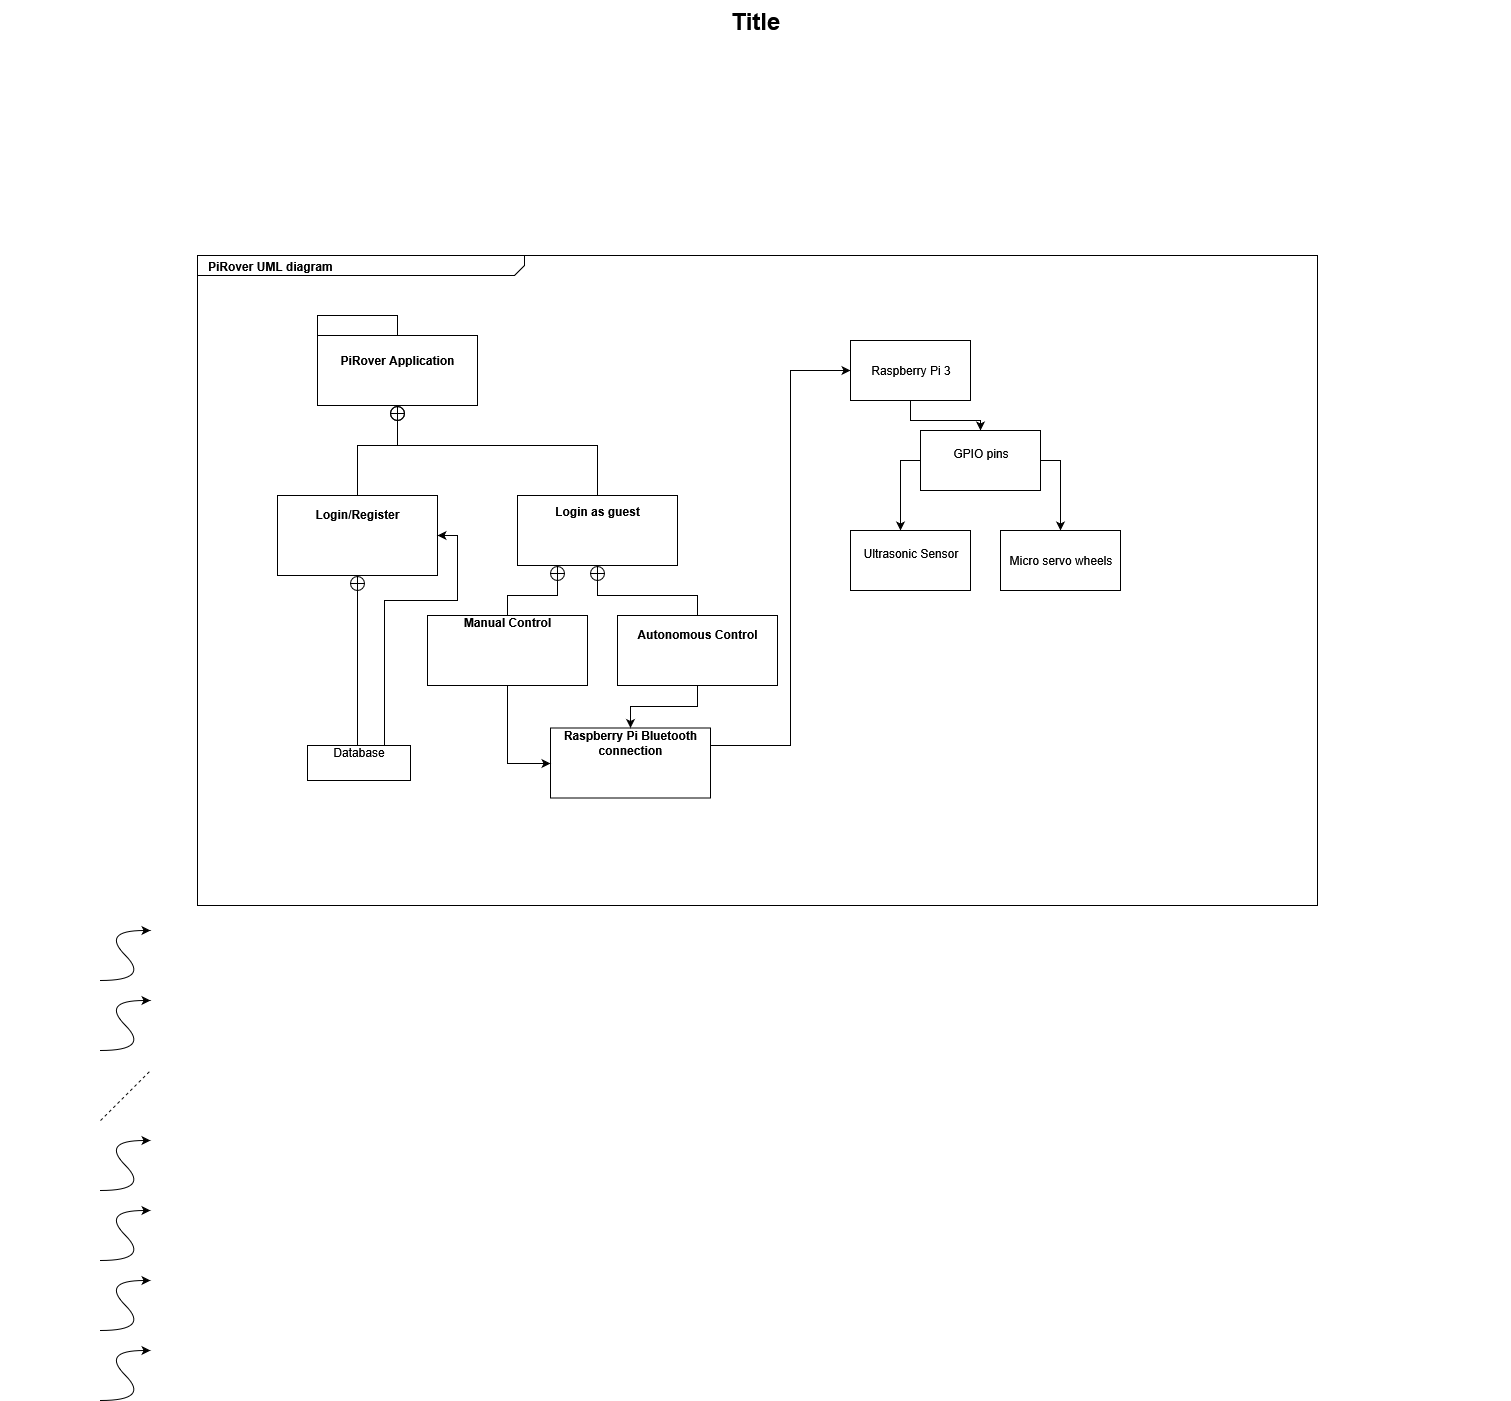 Title
PiRover UML diagram
PiRover Application
Raspberry Pi 3
GPIO pins
Login/Register
Login as guest
Ultrasonic Sensor
Micro servo wheels
Manual Control
Autonomous Control
Raspberry Pi Bluetooth
connection
Database